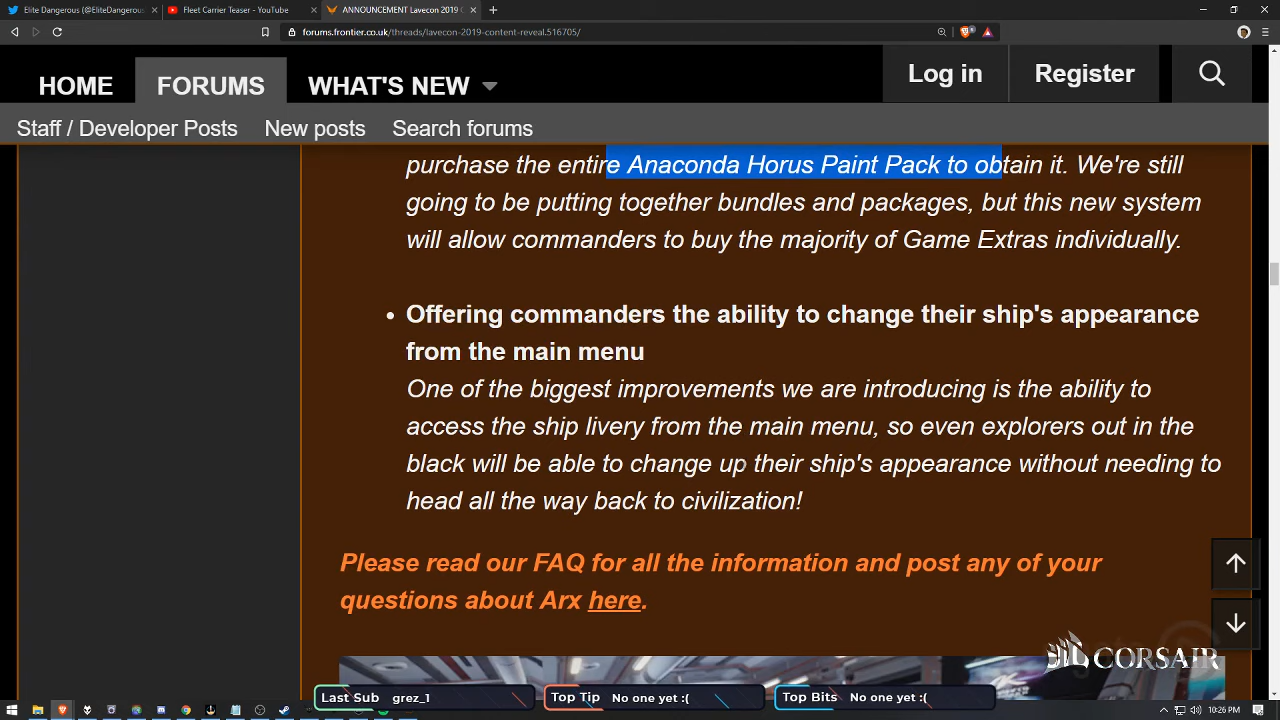 Elite Dangerous (@EliteDangerous
Fleet Carrier Teaser - YouTube
ANNOUNCEMENT Lavecon 2019 C
forums.frontier.co.uk/threads/lavecon-2019-content-reveal.516705/
HOME
FORUMS
WHAT'S NEW
Log in
Register
Staff / Developer Posts
New posts
Search forums
purchase the entire Anaconda Horus Paint Pack to obtain it. We're still
going to be putting together bundles and packages, but this new system
will allow commanders to buy the majority of Game Extras individually.
• Offering commanders the ability to change their ship's appearance
from the main menu
One of the biggest improvements we are introducing is the ability to
access the ship livery from the main menu, so even explorers out in the
black will be able to change up their ship's appearance without needing to
head all the way back to civilization!
Please read our FAQ for all the information and post any of your
questions about Arx here.
CORSAIR
Last Sub grez_1
Top Tip No one yet :(
Top Bits No one yet :(
10:26 PM